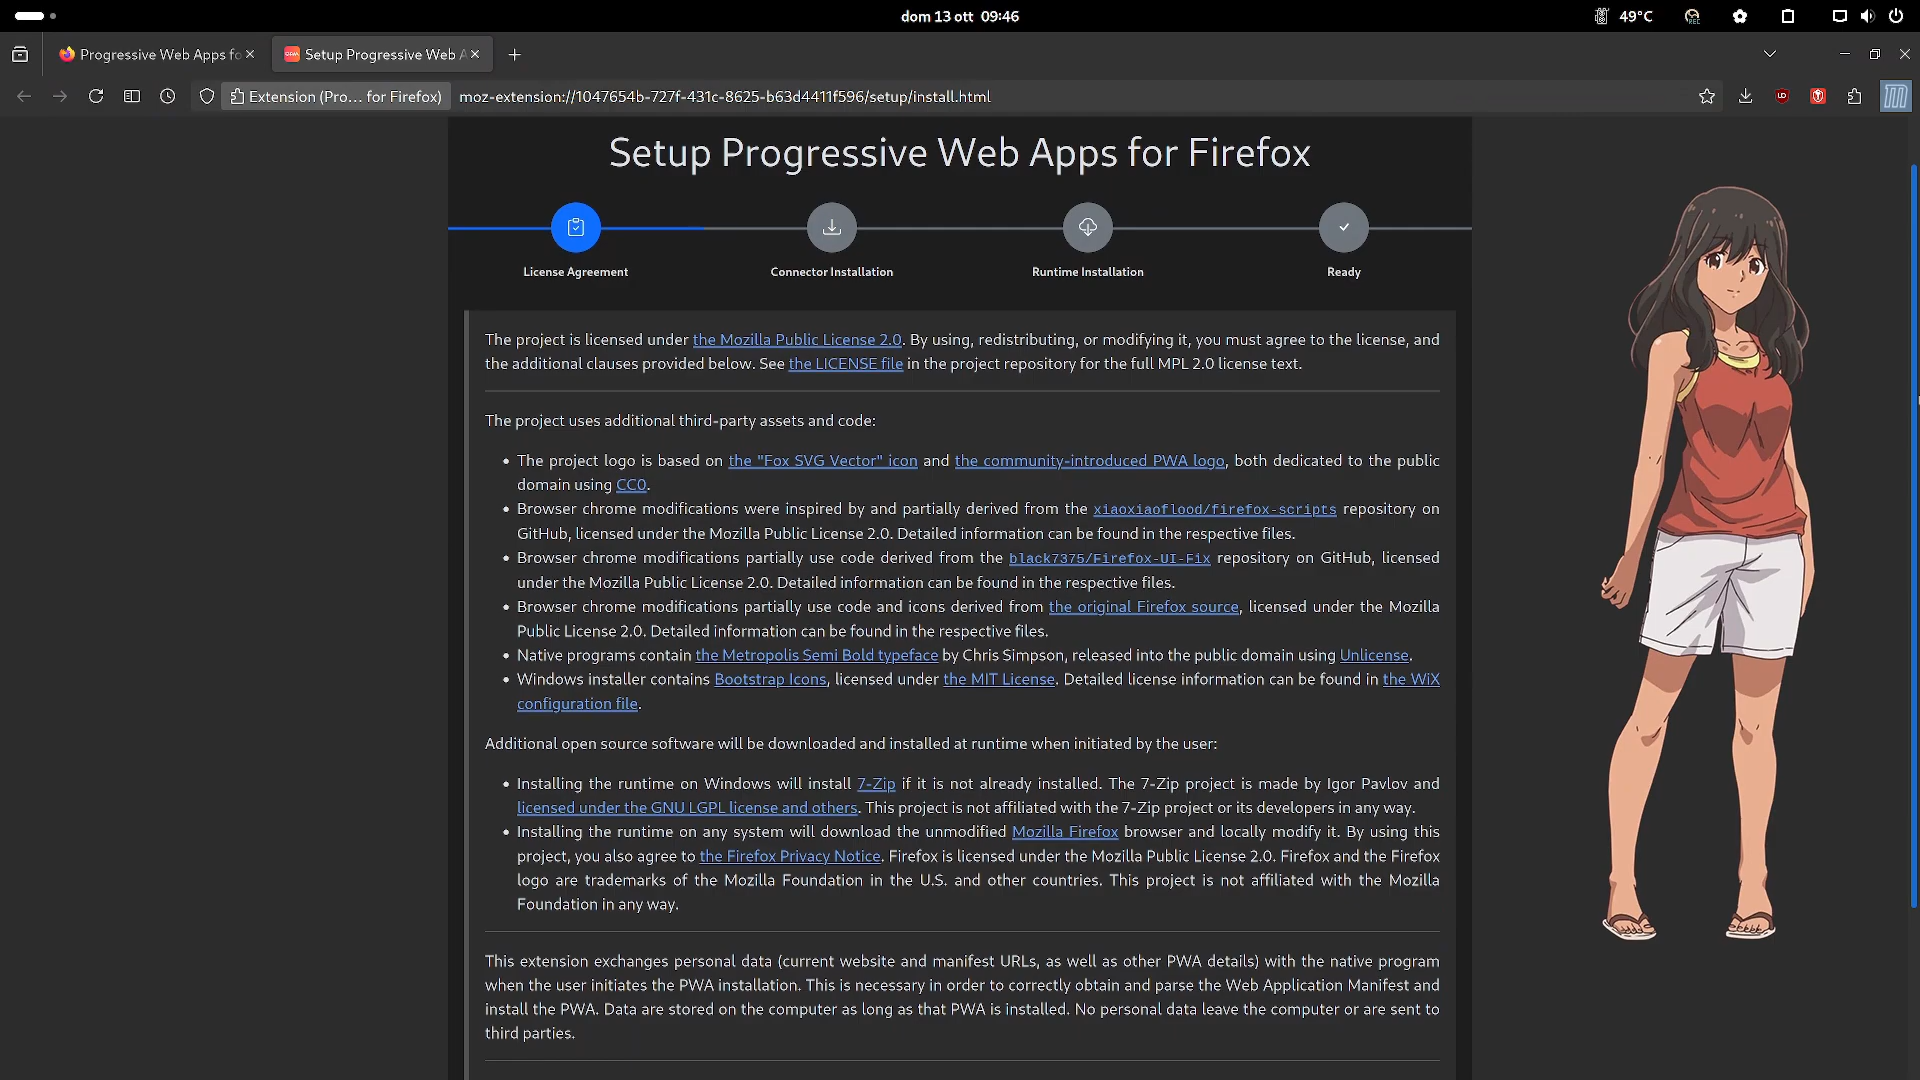 dom 13 ott 09:46
49°C
Progressive Web Apps fo
Setup Progressive Web A
Extension (Pro... for Firefox)
moz-extension://1047654b-727f-431c-8625-b63d4411f596/setup/install.html
Setup Progressive Web Apps for Firefox
License Agreement
Connector Installation
Runtime Installation
Ready
The project is licensed under the Mozilla Public License 2.0. By using, redistributing, or modifying it, you must agree to the license, and
the additional clauses provided below. See the LICENSE file in the project repository for the full MPL 2.0 license text.
The project uses additional third-party assets and code:
• The project logo is based on the "Fox SVG Vector" icon and the community-introduced PWA logo, both dedicated to the public
domain using CC0.
• Browser chrome modifications were inspired by and partially derived from the xiaoxiaoflood/firefox-scripts repository on
GitHub, licensed under the Mozilla Public License 2.0. Detailed information can be found in the respective files.
• Browser chrome modifications partially use code derived from the black7375/Firefox-UI-Fix repository on GitHub, licensed
under the Mozilla Public License 2.0. Detailed information can be found in the respective files.
• Browser chrome modifications partially use code and icons derived from the original Firefox source, licensed under the Mozilla
Public License 2.0. Detailed information can be found in the respective files.
• Native programs contain the Metropolis Semi Bold typeface by Chris Simpson, released into the public domain using Unlicense.
• Windows installer contains Bootstrap Icons, licensed under the MIT License. Detailed license information can be found in the WiX
configuration file.
Additional open source software will be downloaded and installed at runtime when initiated by the user:
• Installing the runtime on Windows will install 7-Zip if it is not already installed. The 7-Zip project is made by Igor Pavlov and
licensed under the GNU LGPL license and others. This project is not affiliated with the 7-Zip project or its developers in any way.
• Installing the runtime on any system will download the unmodified Mozilla Firefox browser and locally modify it. By using this
project, you also agree to the Firefox Privacy Notice. Firefox is licensed under the Mozilla Public License 2.0. Firefox and the Firefox
logo are trademarks of the Mozilla Foundation in the U.S. and other countries. This project is not affiliated with the Mozilla
Foundation in any way.
This extension exchanges personal data (current website and manifest URLs, as well as other PWA details) with the native program
when the user initiates the PWA installation. This is necessary in order to correctly obtain and parse the Web Application Manifest and
install the PWA. Data are stored on the computer as long as that PWA is installed. No personal data leave the computer or are sent to
third parties.